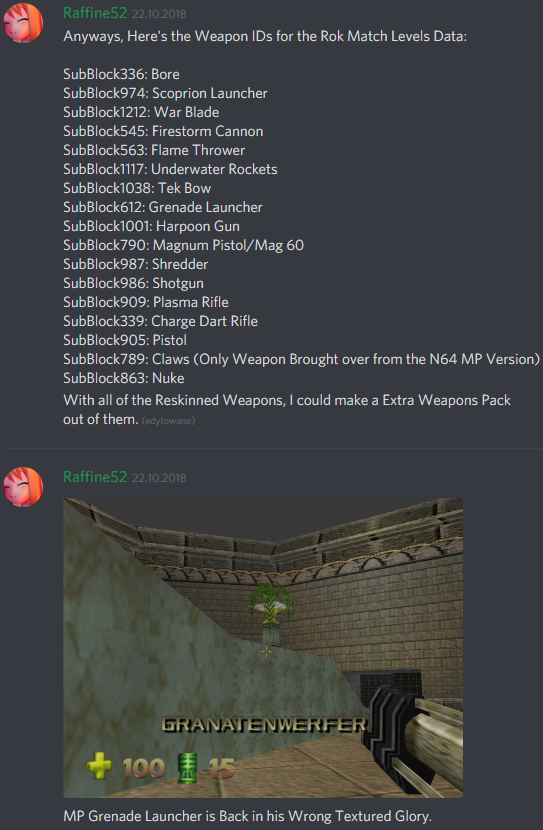 Raffine52 22.10.2018
Anyways, Here's the Weapon IDs for the Rok Match Levels Data:
SubBlock336: Bore
SubBlock974: Scoprion Launcher
SubBlock1212: War Blade
SubBlock545: Firestorm Cannon
SubBlock563: Flame Thrower
SubBlock1117: Underwater Rockets
SubBlock1038: Tek Bow
SubBlock612: Grenade Launcher
SubBlock1001: Harpoon Gun
SubBlock790: Magnum Pistol/Mag 60
SubBlock987: Shredder
SubBlock986: Shotgun
SubBlock909: Plasma Rifle
SubBlock339: Charge Dart Rifle
SubBlock905: Pistol
SubBlock789: Claws (Only Weapon Brought over from the N64 MP Version)
SubBlock863: Nuke
With all of the Reskinned Weapons, I could make a Extra Weapons Pack
out of them. (edytowane)
Raffine52 22.10.2018
GRANATENWERFER
100 15
MP Grenade Launcher is Back in his Wrong Textured Glory.